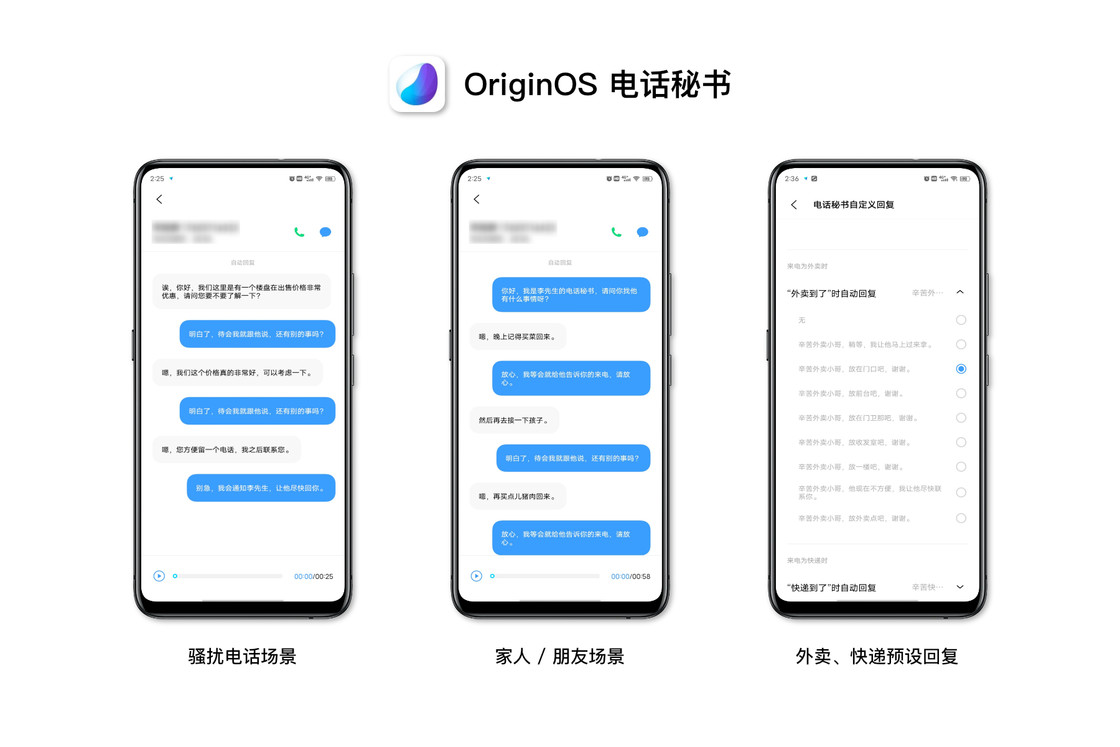 OriginOS 电话秘书
2:25
自动回复
诶，你好，我们这里是有一个楼盘在出售价格非常
优惠，请问您要不要了解一下？
明白了，待会我就跟他说，还有别的事吗？
嗯，我们这个价格真的非常好，可以考虑一下。
明白了，待会我就跟他说，还有别的事吗？
嗯，您方便留一个电话，我之后联系您。
别急，我会通知李先生，让他尽快回你。
00:00/00:25
骚扰电话场景
2:25
自动回复
你好，我是李先生的电话秘书，请问你找他
有什么事情呀？
嗯，晚上记得买菜回来。
放心，我等会就给他告诉你的来电，请放
心。
然后再去接一下孩子。
明白了，待会我就跟他说，还有别的事吗？
嗯，再买点儿猪肉回来。
放心，我等会就给他告诉你的来电，请放
心。
00:00/00:58
家人 / 朋友场景
2:36
电话秘书自定义回复
来电为外卖时
“外卖到了”时自动回复 辛苦外…
无
辛苦外卖小哥，稍等，我让他马上过来拿。
辛苦外卖小哥，放在门口吧，谢谢。
辛苦外卖小哥，放前台吧，谢谢。
辛苦外卖小哥，放在门卫那吧，谢谢。
辛苦外卖小哥，放收发室吧，谢谢。
辛苦外卖小哥，放一楼吧，谢谢。
辛苦外卖小哥，他现在不方便，我让他尽快联
系你。
辛苦外卖小哥，放外卖点吧，谢谢。
来电为快递时
“快递到了”时自动回复 辛苦快…
外卖、快递预设回复